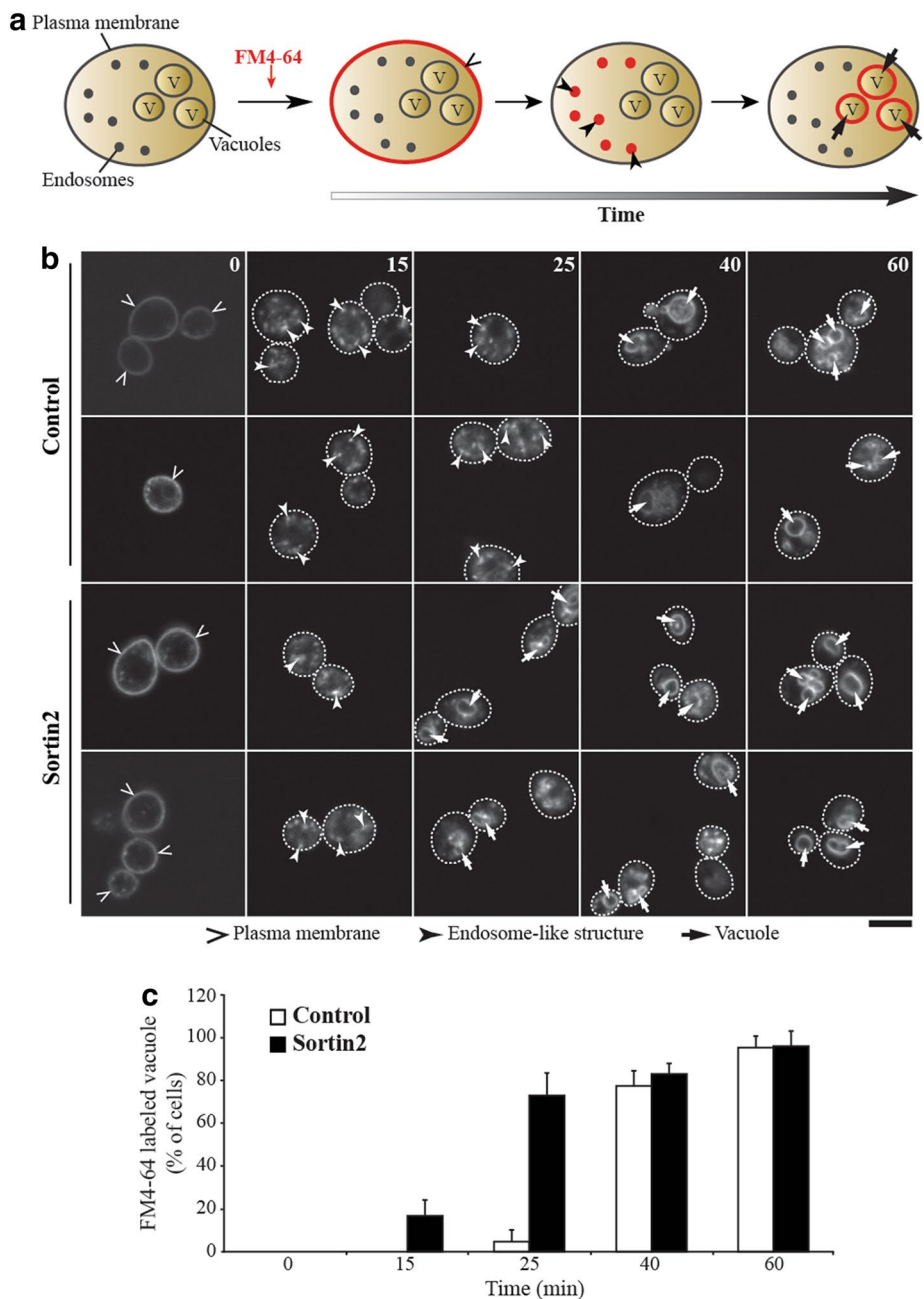 a
Plasma membrane
FM4-64
V
V
V
V
V
V
V
V
V
V
V
V
Vacuoles
Endosomes
Time
b
0
15
25
40
60
Control
Sortin2
Plasma membrane
Endosome-like structure
Vacuole
c
120
100
80
60
40
20
0
Control
Sortin2
FM4-64 labeled vacuole
(% of cells)
0
15
25
40
60
Time (min)